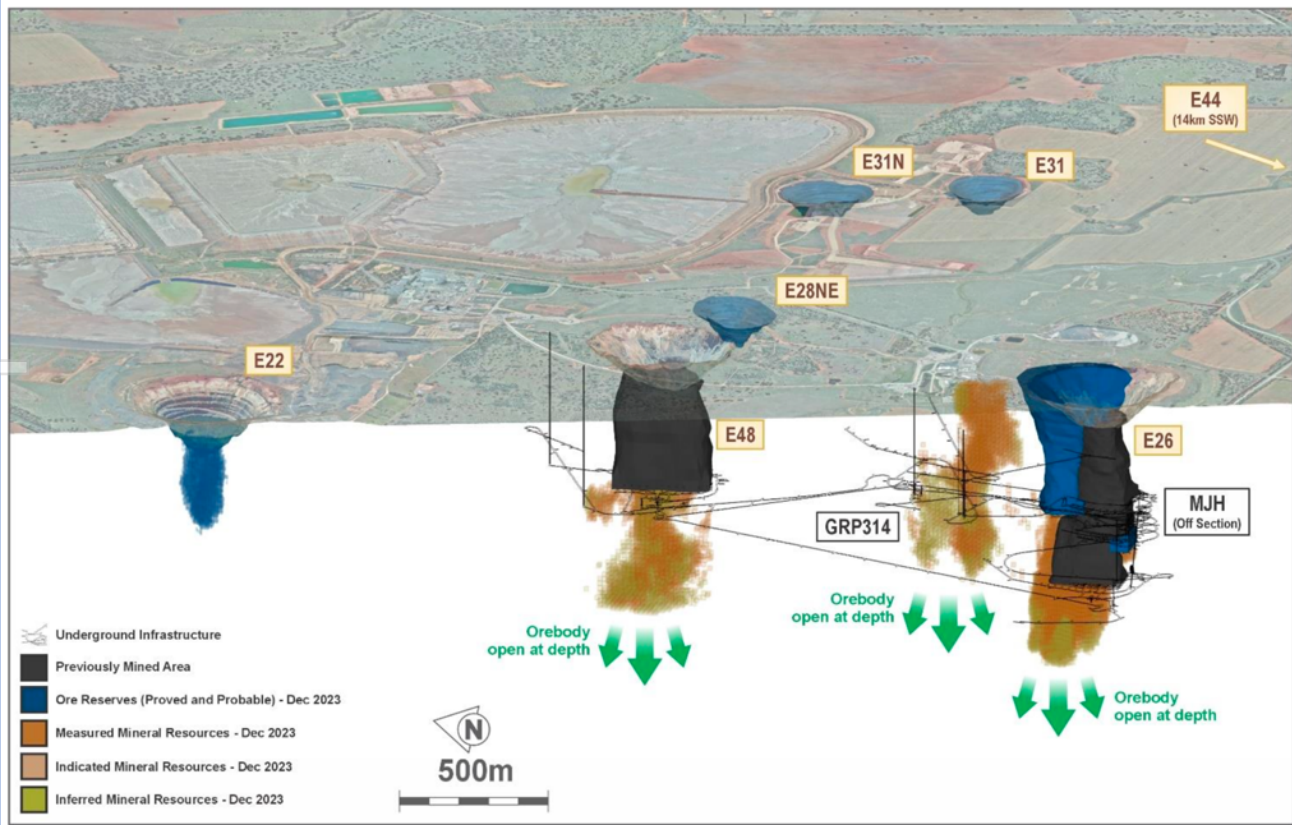 E44
(14km SSW)
E31N
E31
E28NE
E22
E48
E26
MJH
(Off Section)
GRP314
Orebody
open at depth
Orebody
open at depth
Orebody
open at depth
Underground Infrastructure
Previously Mined Area
Ore Reserves (Proved and Probable) - Dec 2023
Measured Mineral Resources - Dec 2023
Indicated Mineral Resources - Dec 2023
Inferred Mineral Resources - Dec 2023
N
500m